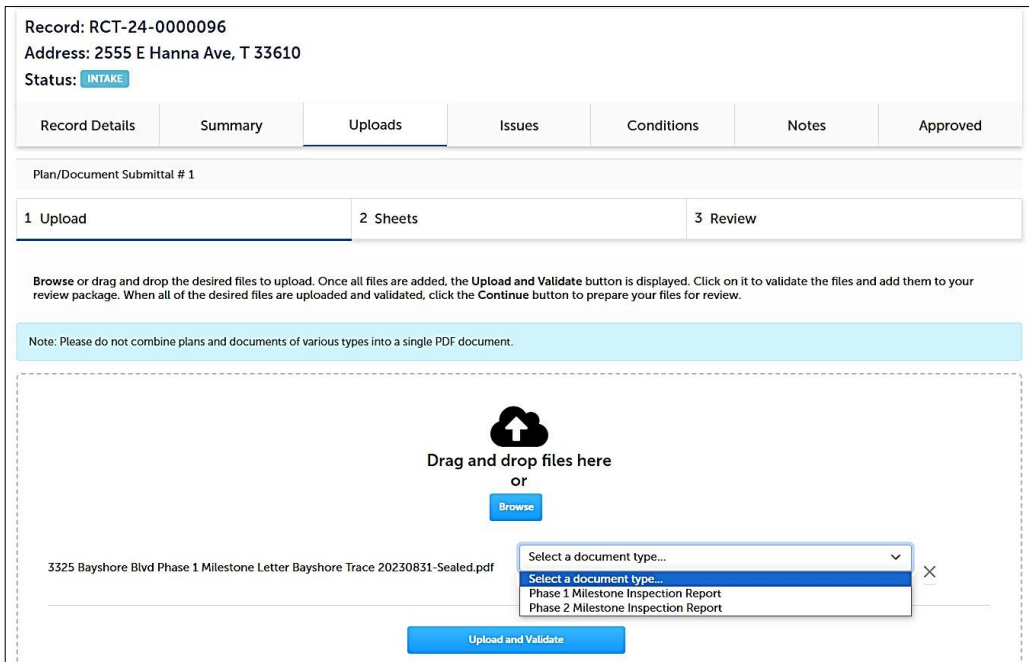 Record: RCT-24-0000096
Address: 2555 E Hanna Ave, T 33610
Status: INTAKE
Record Details Summary Uploads Issues Conditions Notes Approved
Plan/Document Submittal # 1
1 Upload 2 Sheets 3 Review
Browse or drag and drop the desired files to upload. Once all files are added, the Upload and Validate button is displayed. Click on it to validate the files and add them to your
review package. When all of the desired files are uploaded and validated, click the Continue button to prepare your files for review.
Note: Please do not combine plans and documents of various types into a single PDF document.
Drag and drop files here
or
Browse
3325 Bayshore Blvd Phase 1 Milestone Letter Bayshore Trace 20230831-Sealed.pdf
Select a document type...
Select a document type...
Phase 1 Milestone Inspection Report
Phase 2 Milestone Inspection Report
Upload and Validate